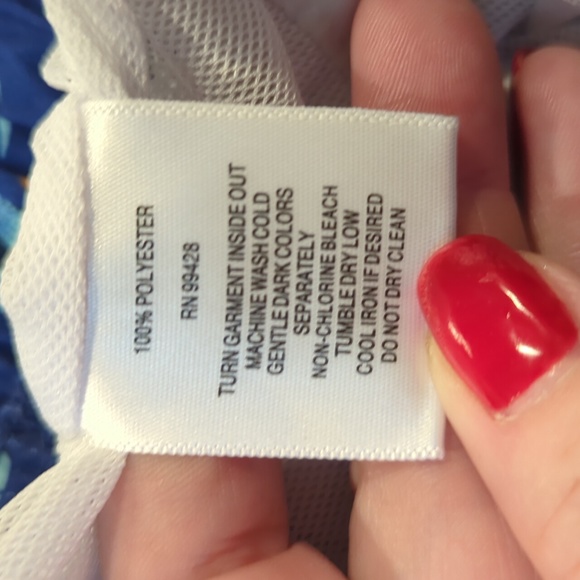 100% POLYESTER
RN 99428
TURN GARMENT INSIDE OUT
MACHINE WASH COLD
GENTLE DARK COLORS
SEPARATELY
NON-CHLORINE BLEACH
TUMBLE DRY LOW
COOL IRON IF DESIRED
DO NOT DRY CLEAN